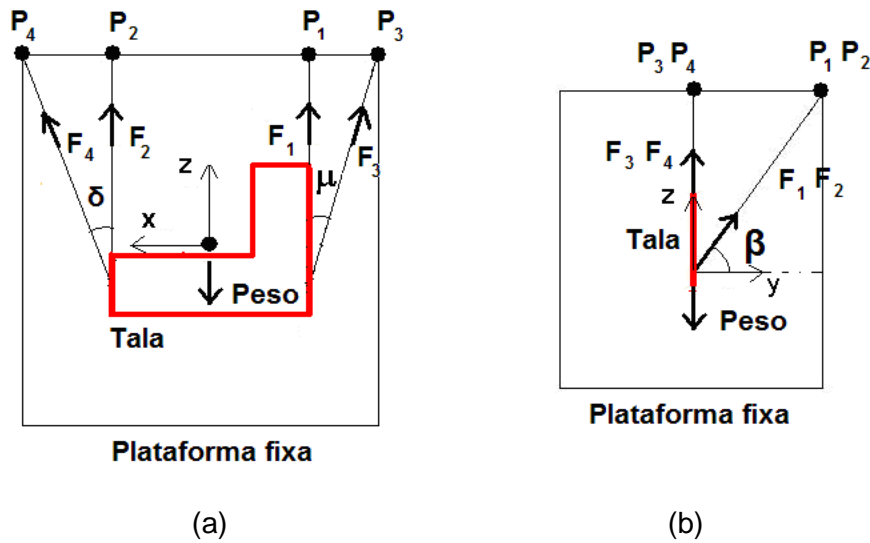 P4 P2 P1 P3
F4 F2 F1 F3
δ z μ
x
Peso
Tala
Plataforma fixa
(a)
P3 P4 P1 P2
F3 F4 F1 F2
z
Tala β
y
Peso
Plataforma fixa
(b)